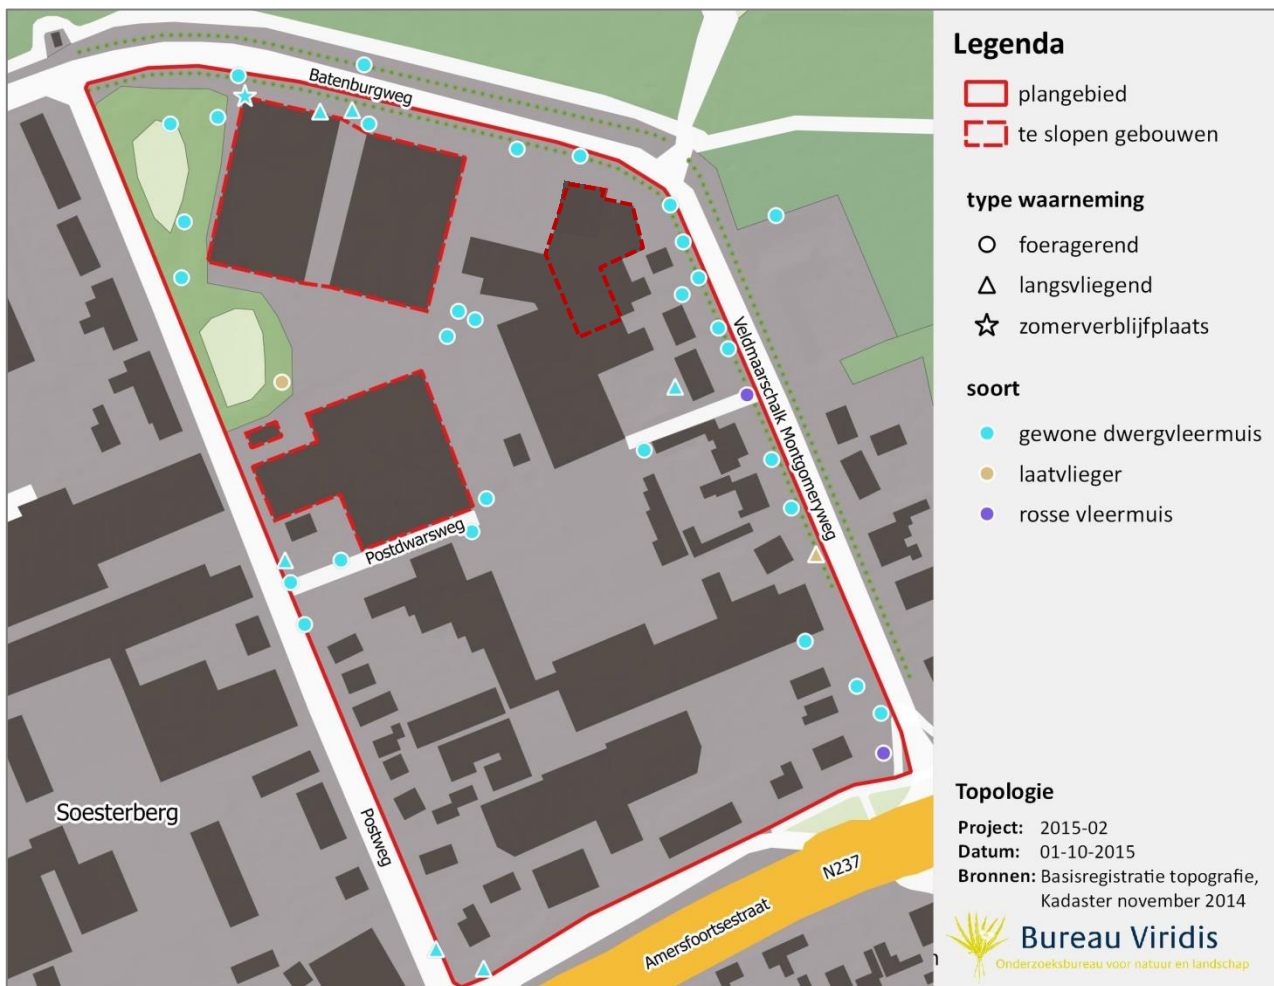 Batenburgweg
Veldmaarschalk Montgomeryweg
Postdwarsweg
Soesterberg
Postweg
N237
Amersfoortsestraat
Legenda
plangebied
te slopen gebouwen
type waarneming
foeragerend
langsvliegend
zomerverblijfplaats
soort
gewone dwergvleermuis
laatvlieger
rosse vleermuis
Topologie
Project: 2015-02
Datum: 01-10-2015
Bronnen: Basisregistratie topografie,
Kadaster november 2014
Bureau Viridis
Onderzoeksbureau voor natuur en landschap